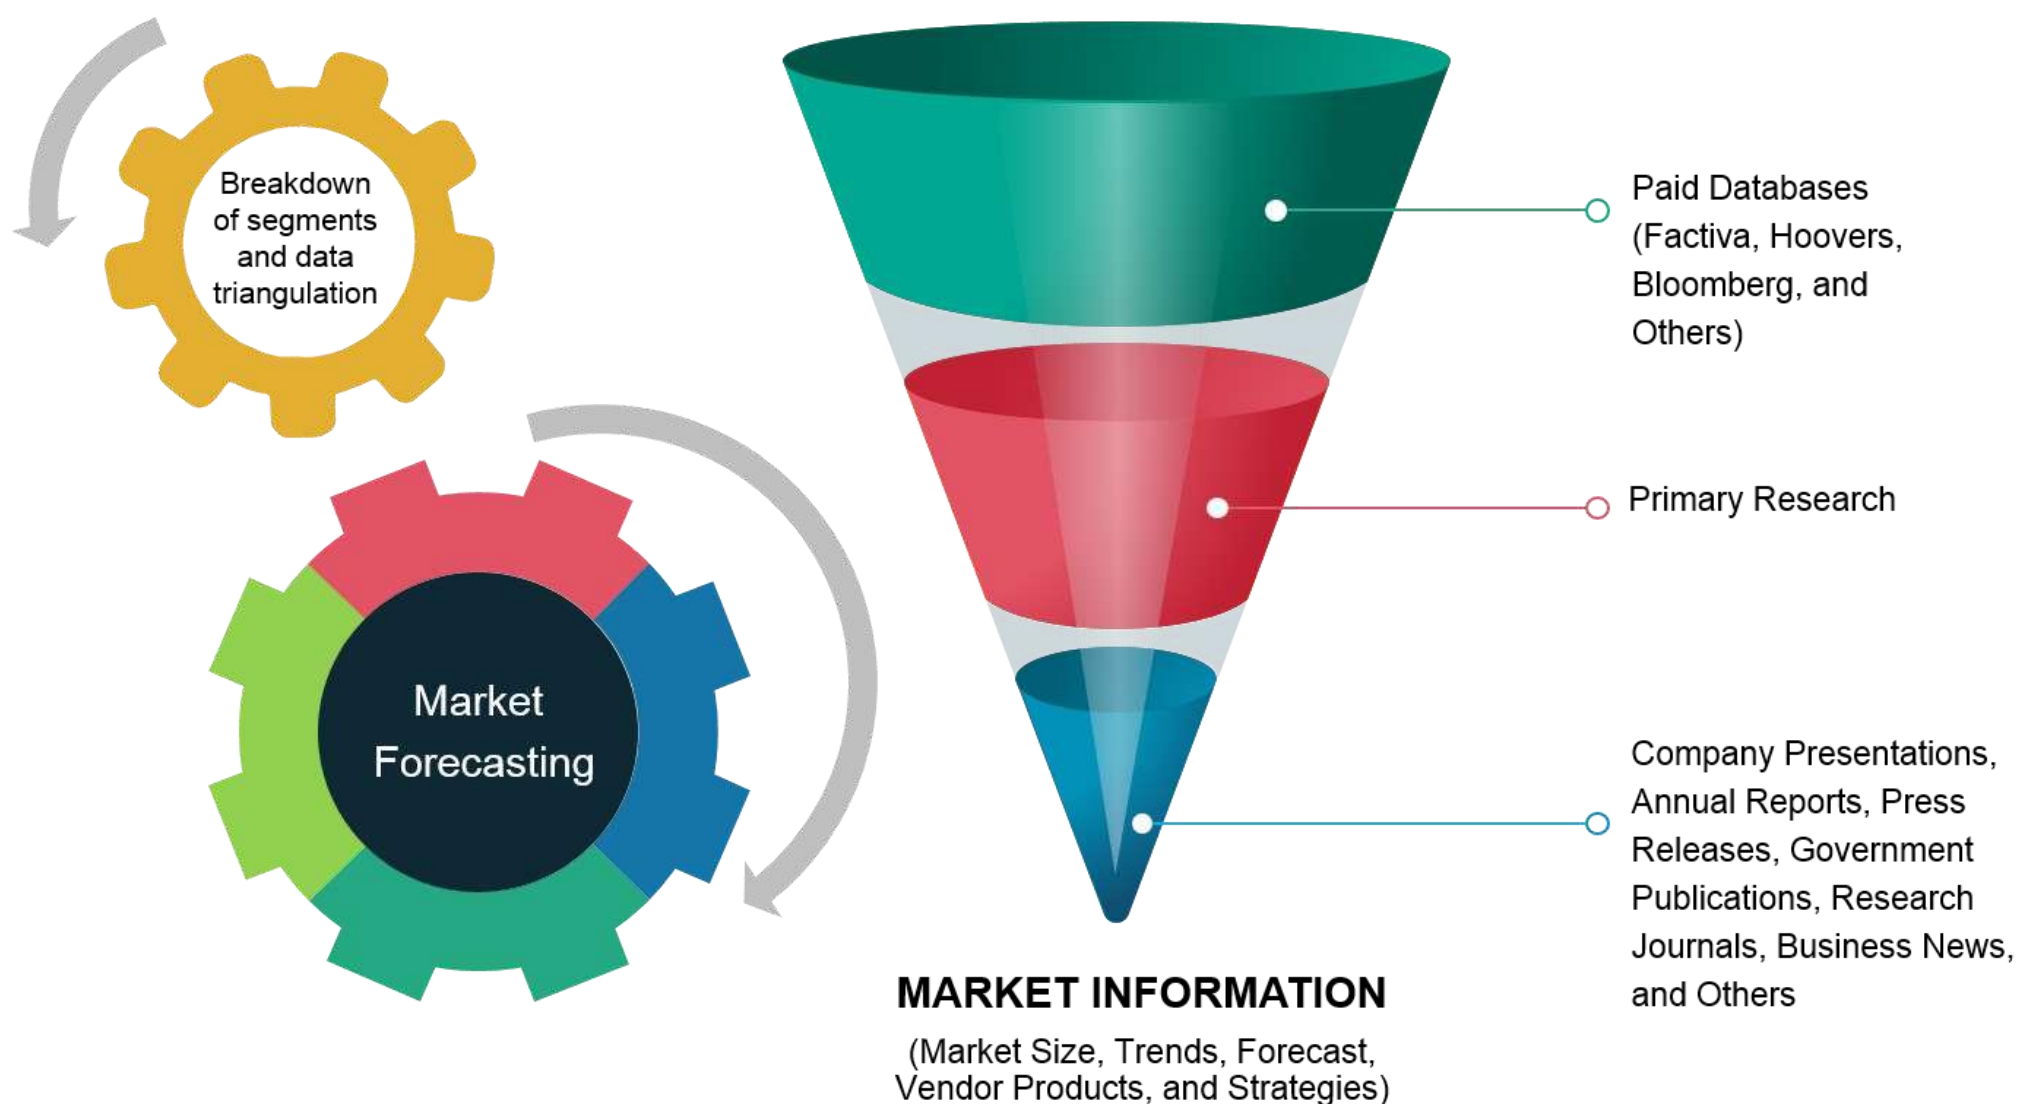 Breakdown
of segments
and data
triangulation
Market
Forecasting
Paid Databases
(Factiva, Hoovers,
Bloomberg, and
Others)
Primary Research
Company Presentations,
Annual Reports, Press
Releases, Government
Publications, Research
Journals, Business News,
and Others
MARKET INFORMATION
(Market Size, Trends, Forecast,
Vendor Products, and Strategies)